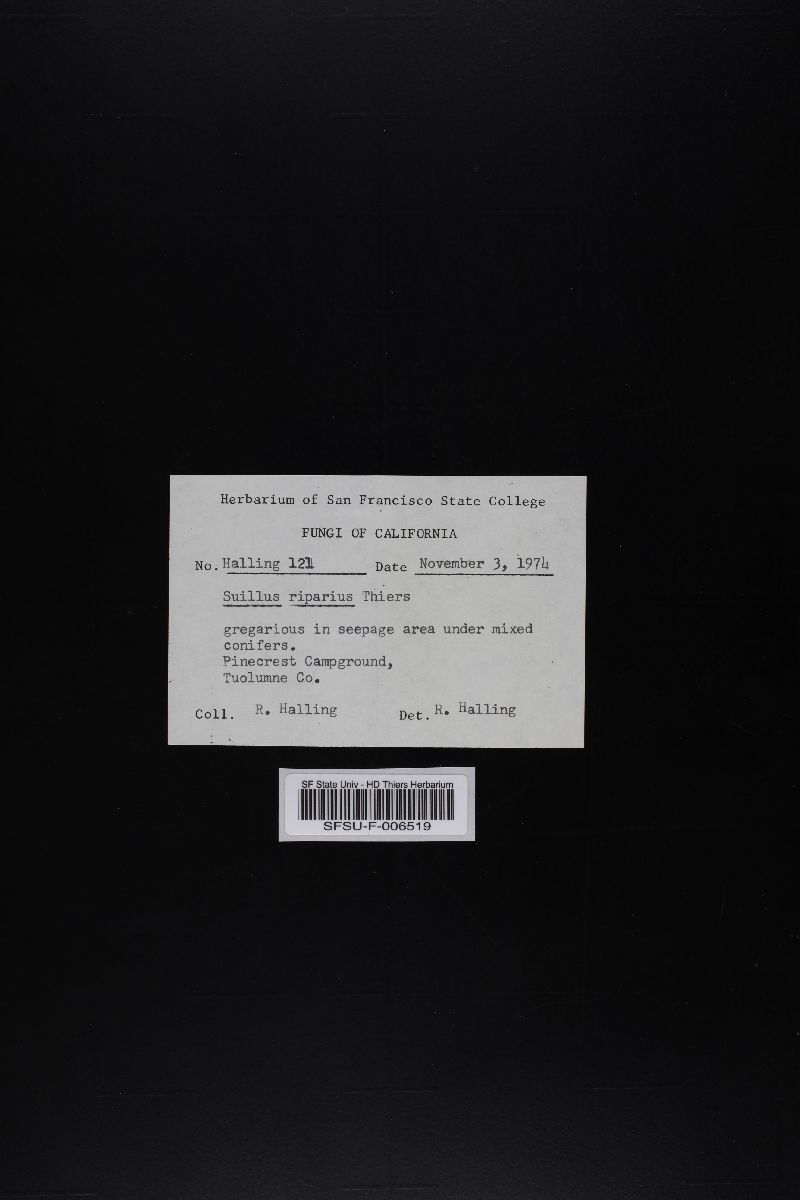 Herbarium of San Francisco State College
FUNGI OF CALIFORNIA
No. Halling 121 Date November 3, 1974
Suillus riparius Thiers
gregarious in seepage area under mixed
conifers.
Pinecrest Campground,
Tuolumne Co.
Coll. R. Halling Det. R. Halling
SF State Univ - HD Thiers Herbarium
SFSU-F-006519